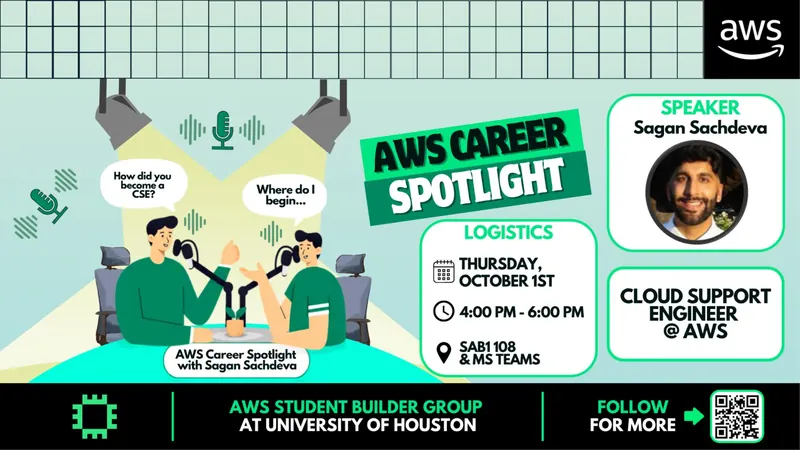 aws
How did you
become a
CSE?
Where do I
begin...
AWS Career Spotlight
with Sagan Sachdeva
AWS CAREER
SPOTLIGHT
LOGISTICS
THURSDAY,
OCTOBER 1ST
4:00 PM - 6:00 PM
SAB1 108
& MS TEAMS
SPEAKER
Sagan Sachdeva
CLOUD SUPPORT
ENGINEER
@ AWS
AWS STUDENT BUILDER GROUP
AT UNIVERSITY OF HOUSTON
FOLLOW
FOR MORE